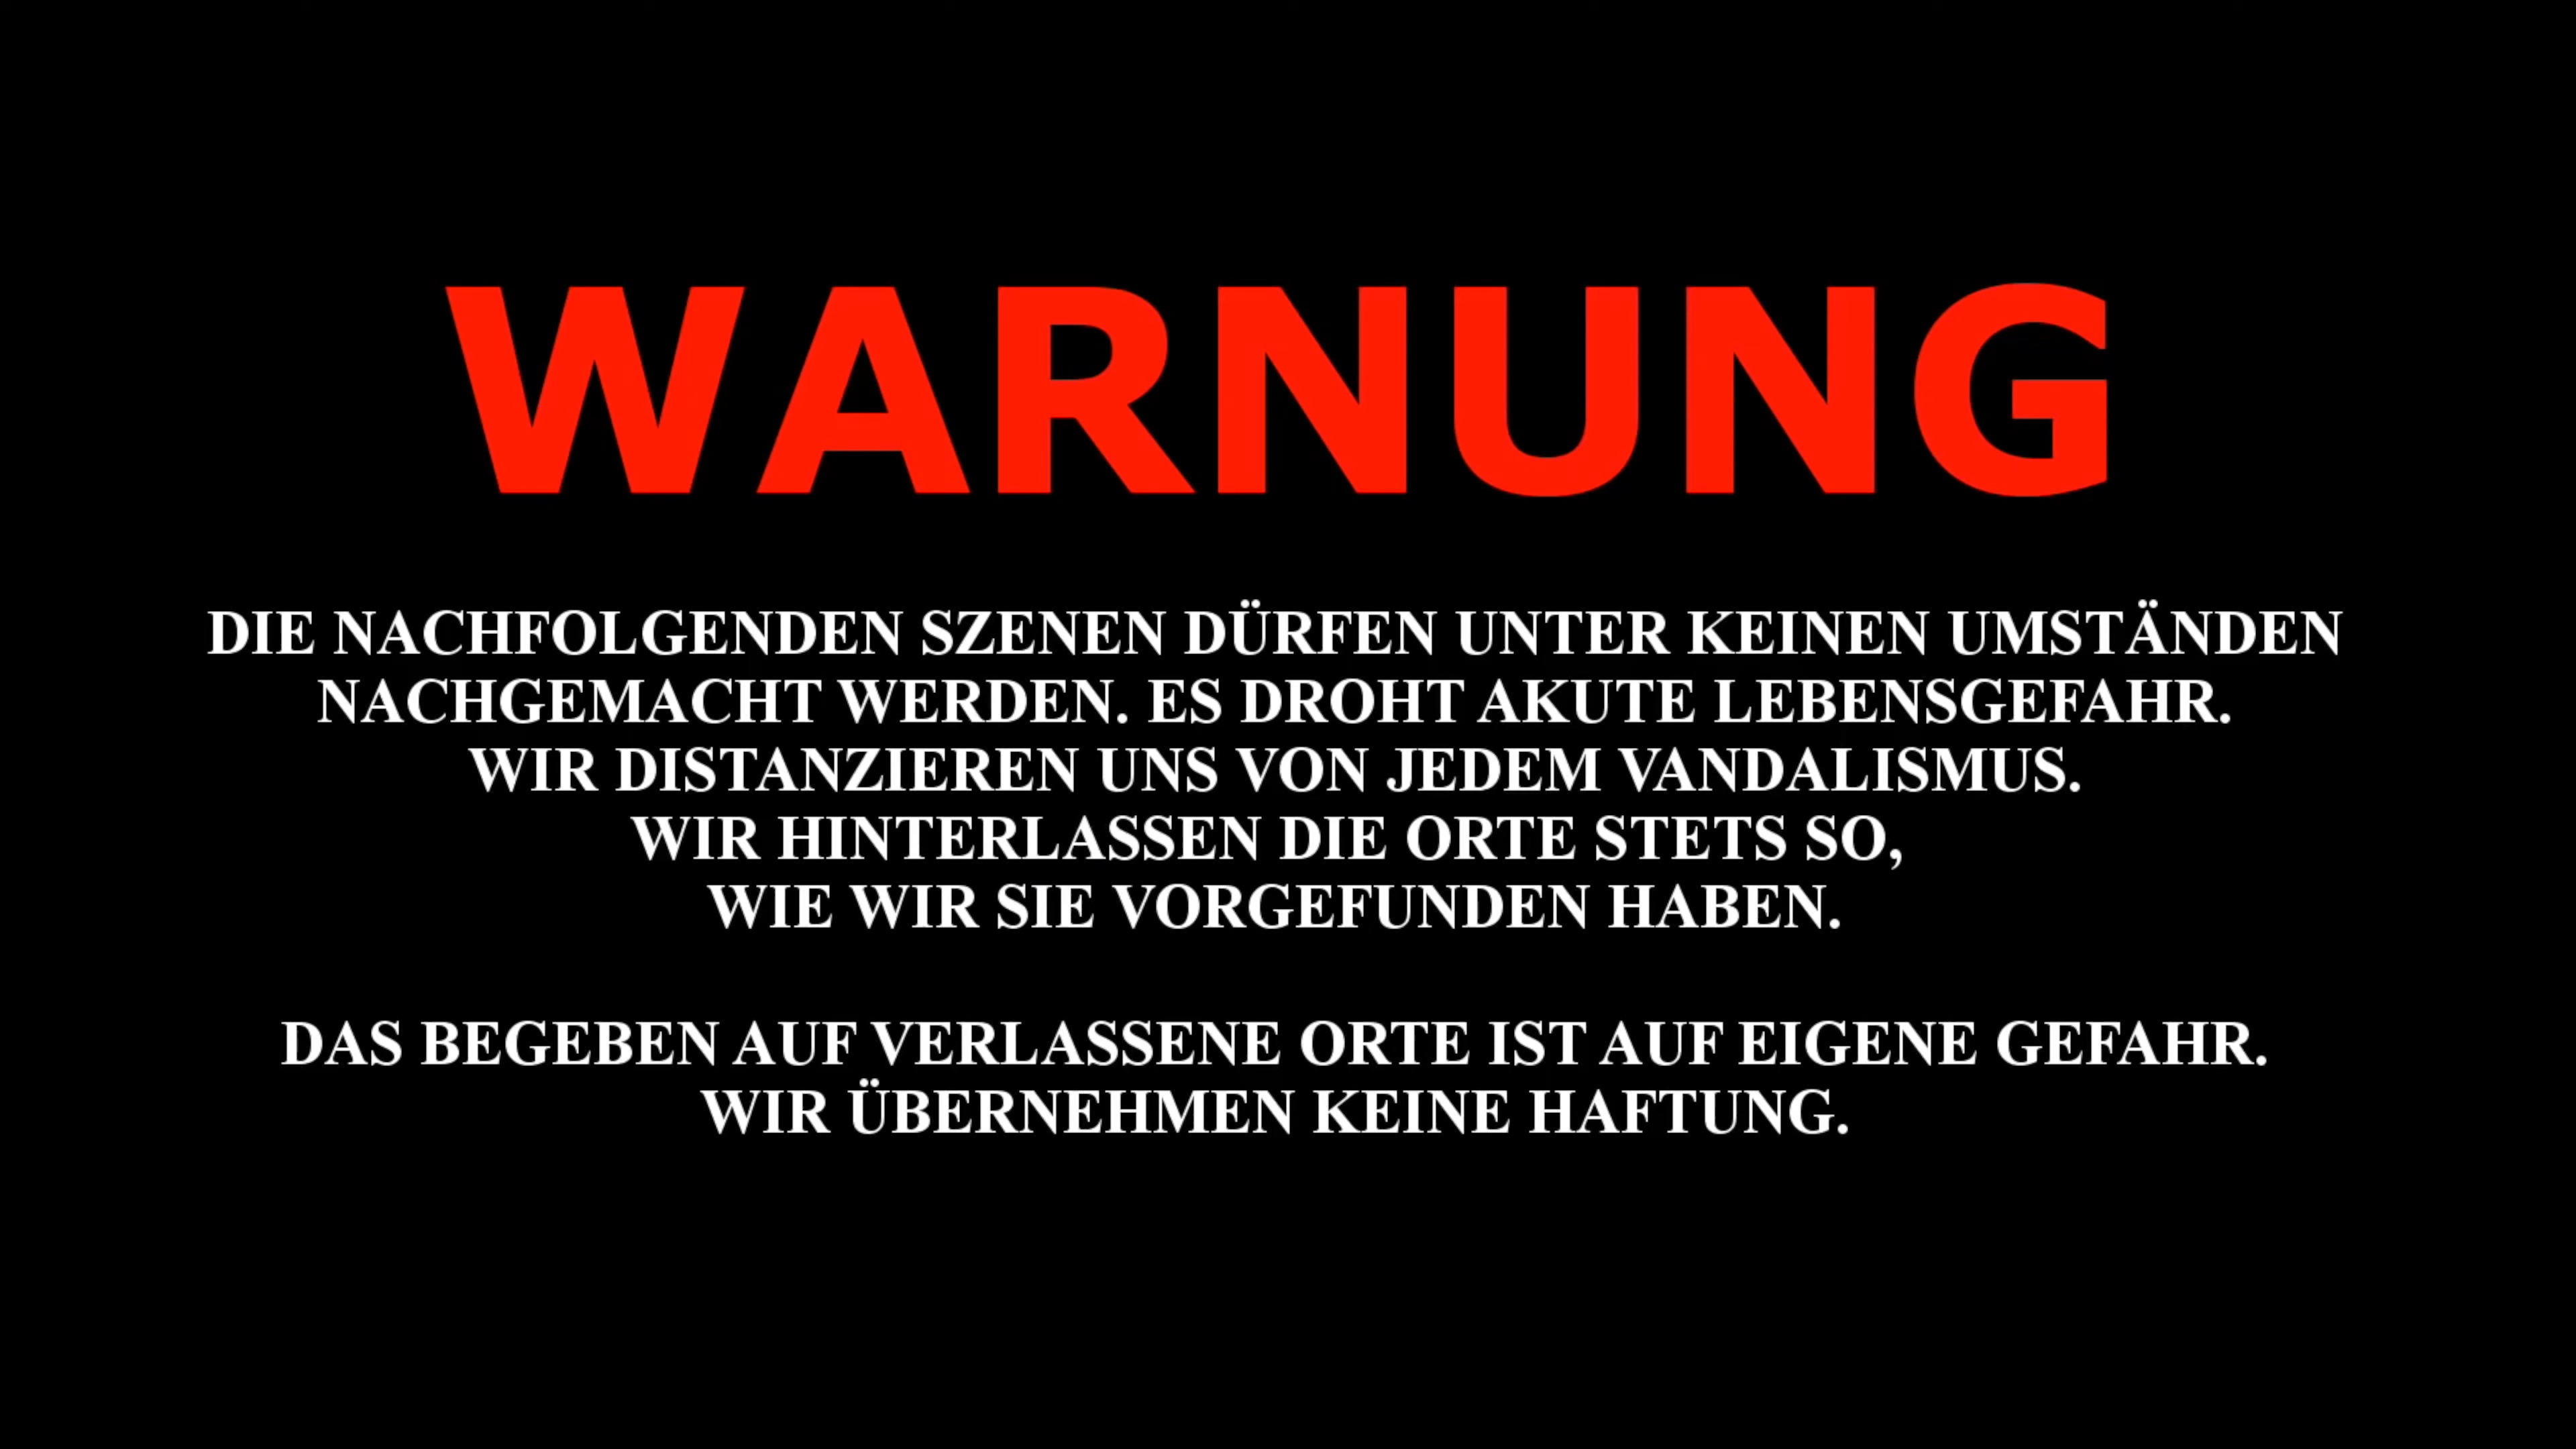 WARNUNG
DIE NACHFOLGENDEN SZENEN DÜRFEN UNTER KEINEN UMSTÄNDEN
NACHGEMACHT WERDEN. ES DROHT AKUTE LEBENSGEFAHR.
WIR DISTANZIEREN UNS VON JEDEM VANDALISMUS.
WIR HINTERLASSEN DIE ORTE STETS SO,
WIE WIR SIE VORGEFUNDEN HABEN.
DAS BEGEBEN AUF VERLASSENE ORTE IST AUF EIGENE GEFAHR.
WIR ÜBERNEHMEN KEINE HAFTUNG.